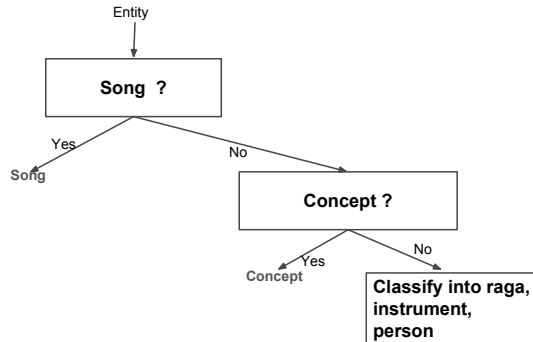 Entity
Song ?
Yes
No
Song
Concept ?
Yes
No
Concept
Classify into raga,
instrument,
person